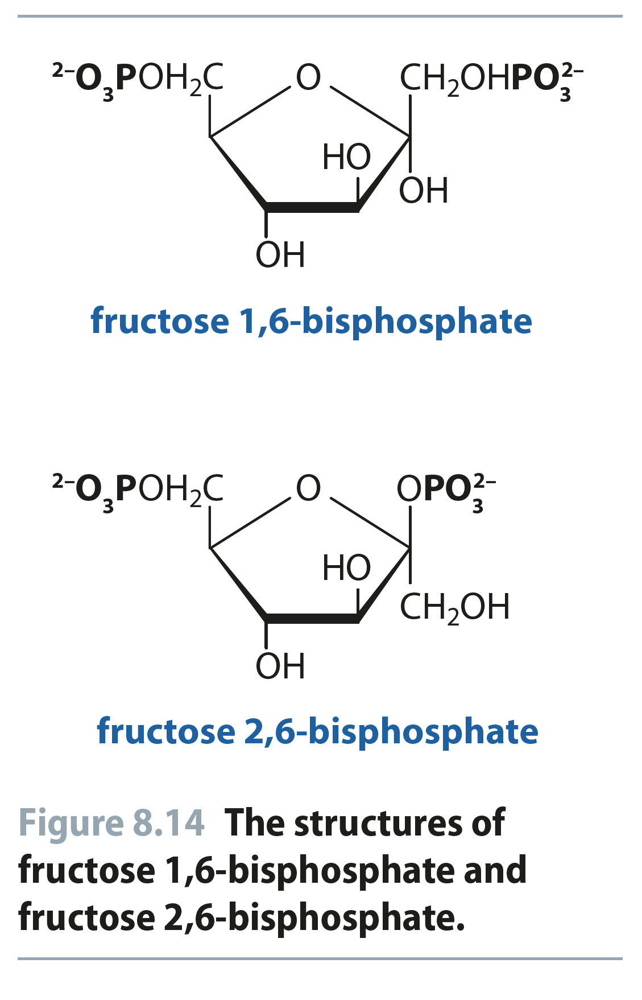 ²⁻O₃POH₂C O CH₂OHPO₃²⁻
HO
OH
OH
fructose 1,6-bisphosphate
²⁻O₃POH₂C O OPO₃²⁻
HO
CH₂OH
OH
fructose 2,6-bisphosphate
Figure 8.14 The structures of
fructose 1,6-bisphosphate and
fructose 2,6-bisphosphate.